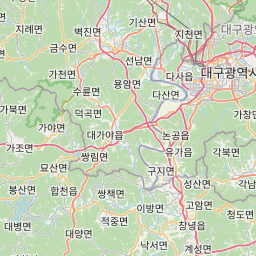 지례면
벽진면
기산면
지천면
대구광역
금수면
선남면
다사읍
대구광역시
가천면
용암면
수륜면
다산면
가북면
덕곡면
가창면
가야면
대가야읍
논공읍
가조면
쌍림면
유가읍
각북면
묘산면
구지면
봉산면
합천읍
쌍책면
성산면
이방면
고암면
적중면
청도면
대병면
창녕읍
대양면
낙서면
계성면